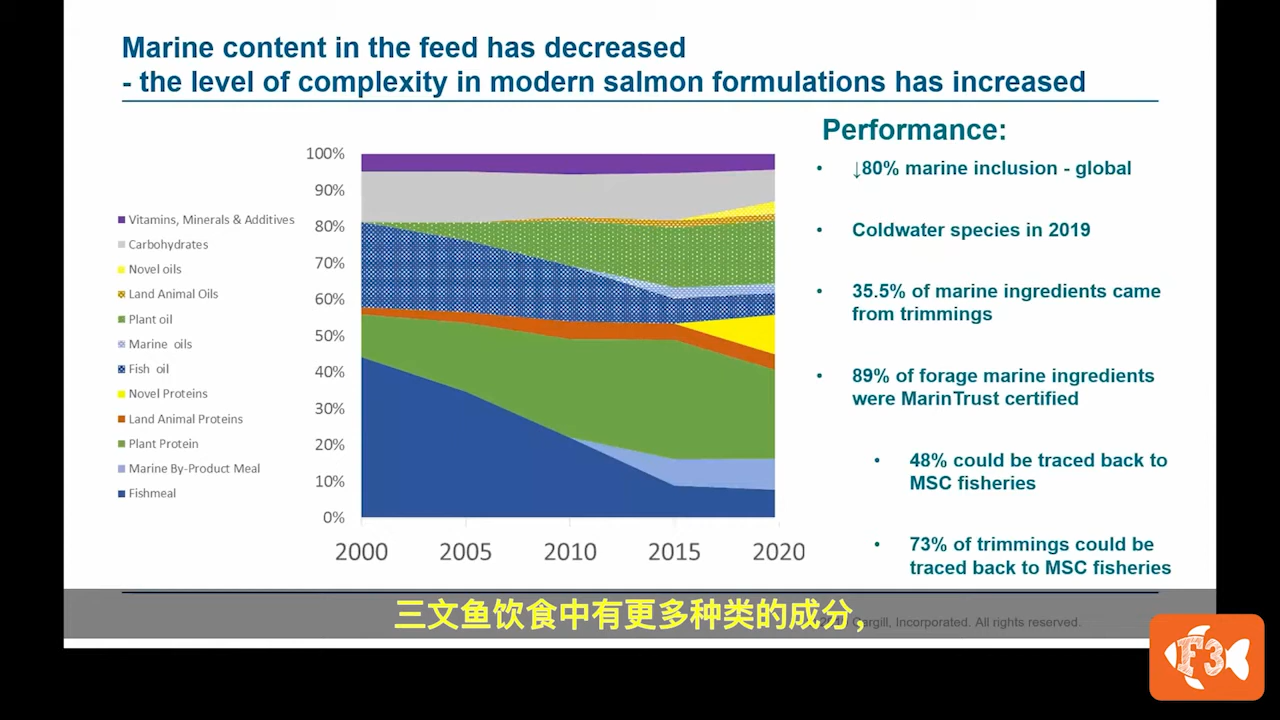 Marine content in the feed has decreased
- the level of complexity in modern salmon formulations has increased
Performance:
• ↓80% marine inclusion - global
• Coldwater species in 2019
• 35.5% of marine ingredients came
from trimmings
• 89% of forage marine ingredients
were MarinTrust certified
• 48% could be traced back to
MSC fisheries
• 73% of trimmings could be
traced back to MSC fisheries
Vitamins, Minerals & Additives
Carbohydrates
Novel oils
Land Animal Oils
Plant oil
Marine oils
Fish oil
Novel Proteins
Land Animal Proteins
Plant Protein
Marine By-Product Meal
Fishmeal
100%
90%
80%
70%
60%
50%
40%
30%
20%
10%
0%
2000 2005 2010 2015 2020
三文鱼饮食中有更多种类的成分,
Cargill, Incorporated. All rights reserved.
F3